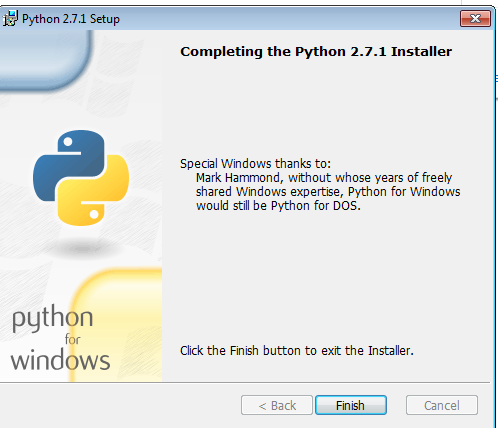 Python 2.7.1 Setup
Completing the Python 2.7.1 Installer
Special Windows thanks to:
Mark Hammond, without whose years of freely
shared Windows expertise, Python for Windows
would still be Python for DOS.
python
for
windows
Click the Finish button to exit the Installer.
< Back
Finish
Cancel